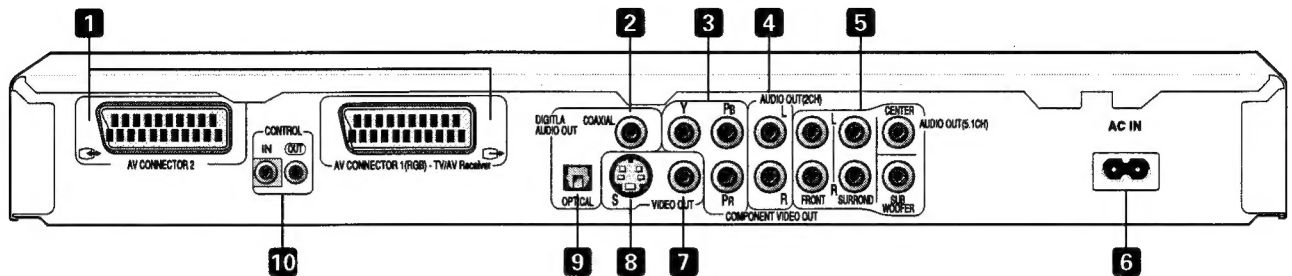 1
2
3
4
5
AV CONNECTOR 2
CONTROL
IN
OUT
AV CONNECTOR 1(RGB) - TV/AV Receiver
DIGITLA
AUDIO OUT
COAXIAL
OPTICAL
S
VIDEO OUT
Y
PB
PR
COMPONENT VIDEO OUT
AUDIO OUT(2CH)
L
R
L
R
FRONT
SURROND
CENTER
SUB
WOOFER
AUDIO OUT(5.1CH)
AC IN
10
9
8
7
6